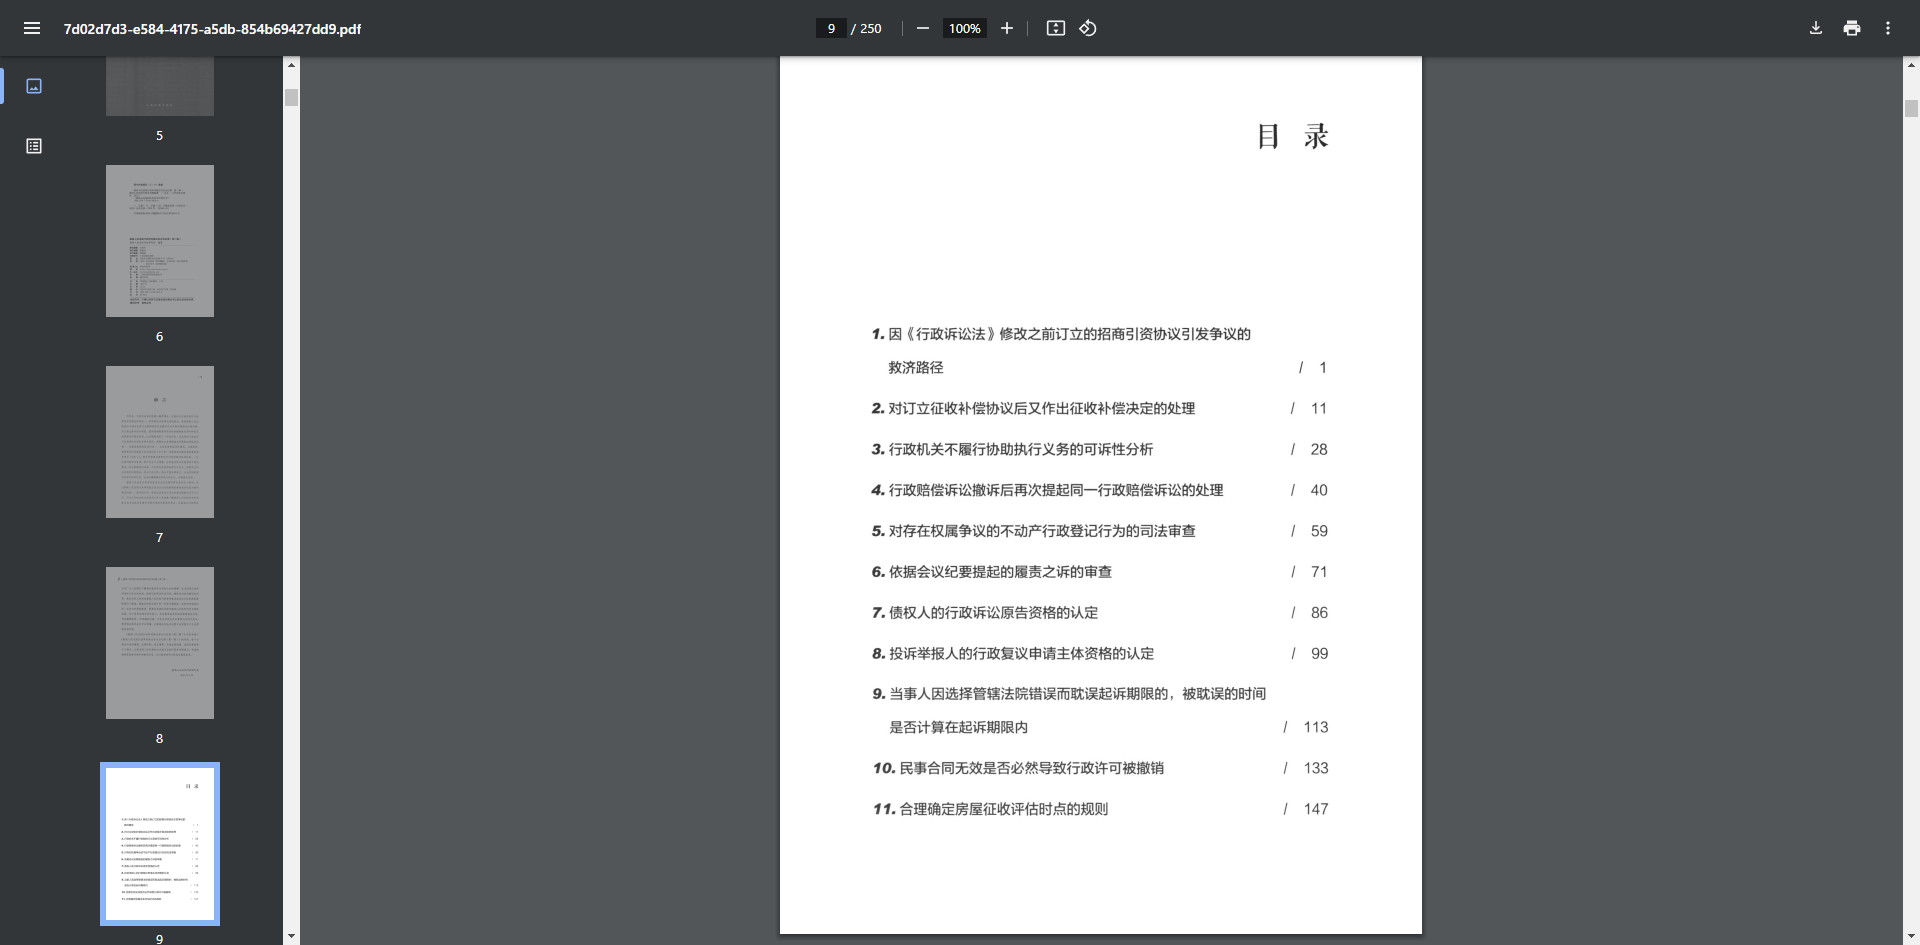 7d02d7d3-e584-4175-a5db-854b69427dd9.pdf
9 / 250
100%
5
6
7
8
9
目 录
1. 因《行政诉讼法》修改之前订立的招商引资协议引发争议的
救济路径 / 1
2. 对订立征收补偿协议后又作出征收补偿决定的处理 / 11
3. 行政机关不履行协助执行义务的可诉性分析 / 28
4. 行政赔偿诉讼撤诉后再次提起同一行政赔偿诉讼的处理 / 40
5. 对存在权属争议的不动产行政登记行为的司法审查 / 59
6. 依据会议纪要提起的履责之诉的审查 / 71
7. 债权人的行政诉讼原告资格的认定 / 86
8. 投诉举报人的行政复议申请主体资格的认定 / 99
9. 当事人因选择管辖法院错误而耽误起诉期限的，被耽误的时间
是否计算在起诉期限内 / 113
10. 民事合同无效是否必然导致行政许可被撤销 / 133
11. 合理确定房屋征收评估时点的规则 / 147